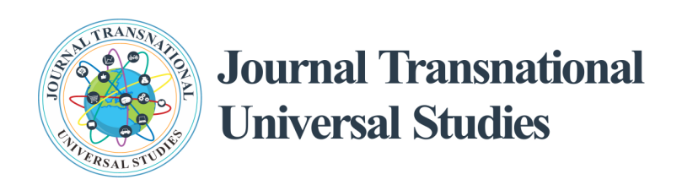 JOURNAL TRANSNATIONAL
UNIVERSAL STUDIES
Journal Transnational
Universal Studies